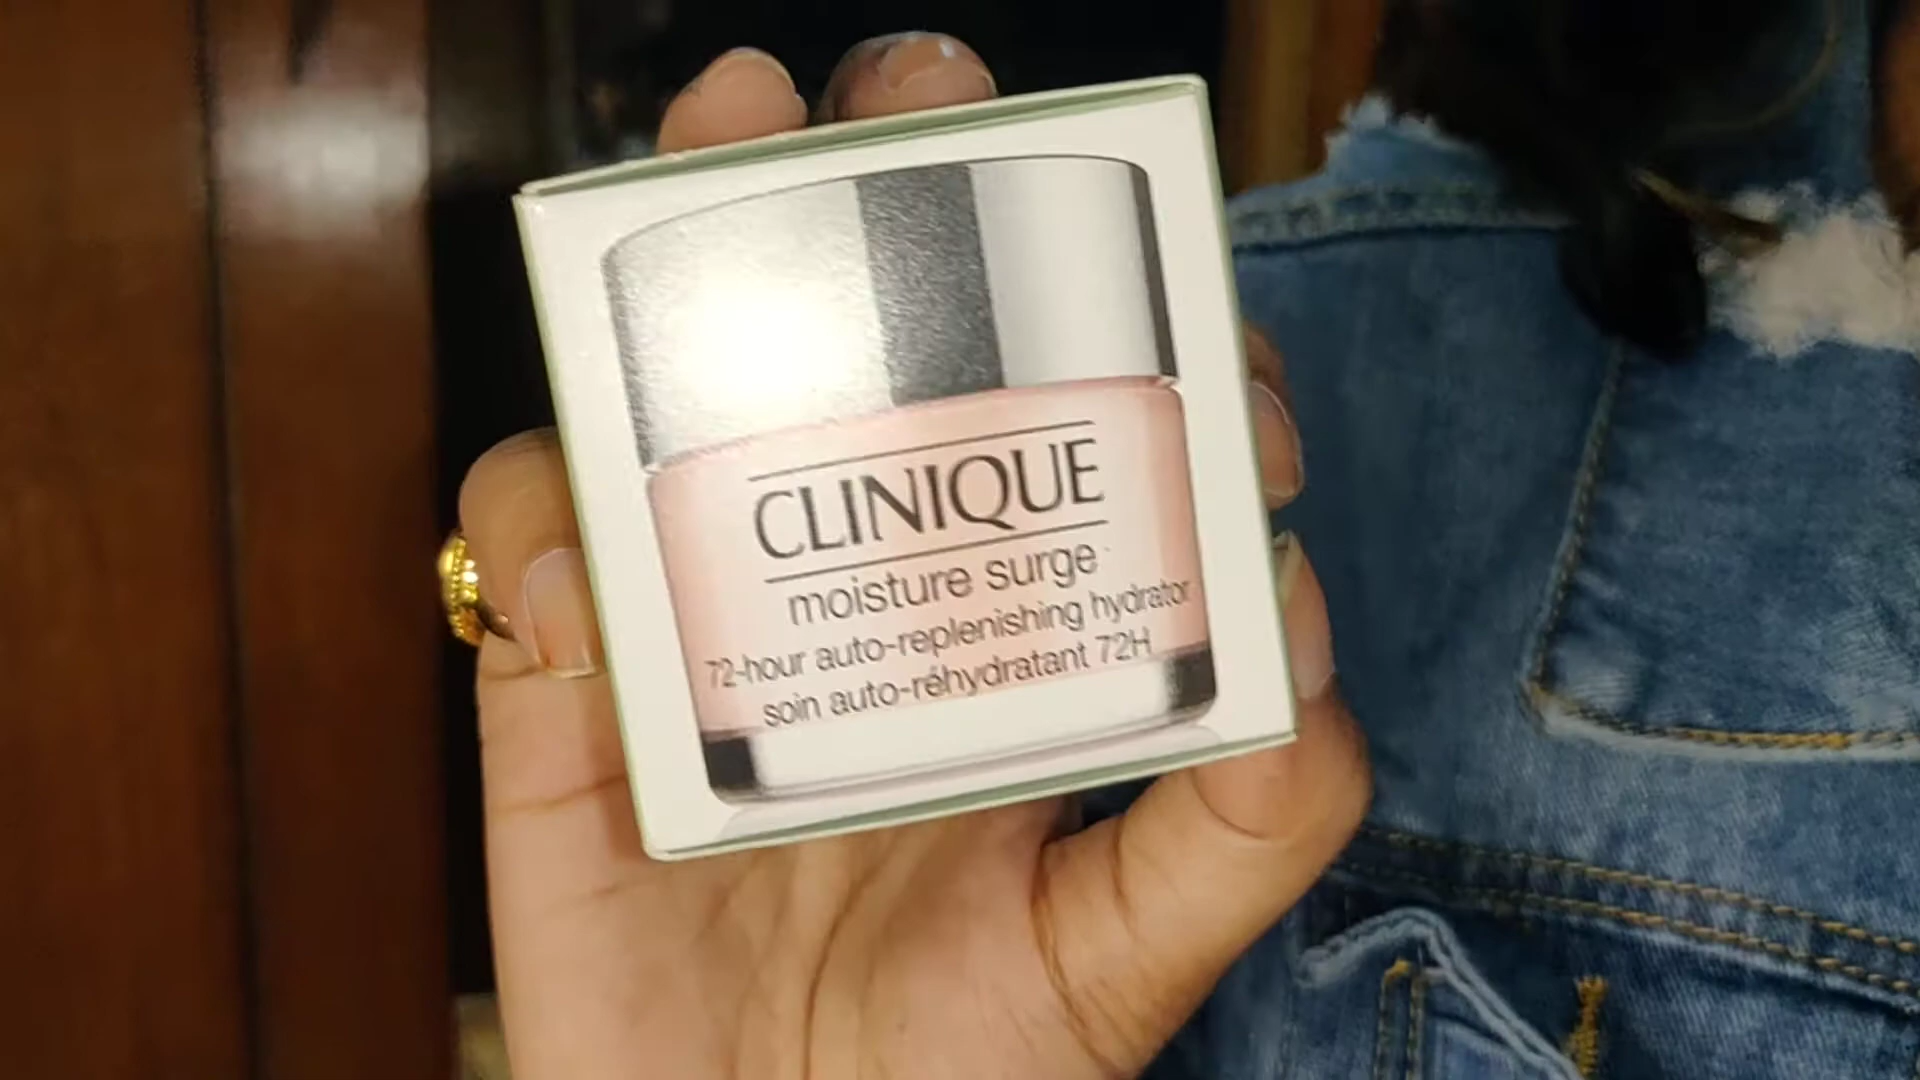 CLINIQUE
moisture surge
72-hour auto-replenishing hydrator
soin auto-réhydratant 72H